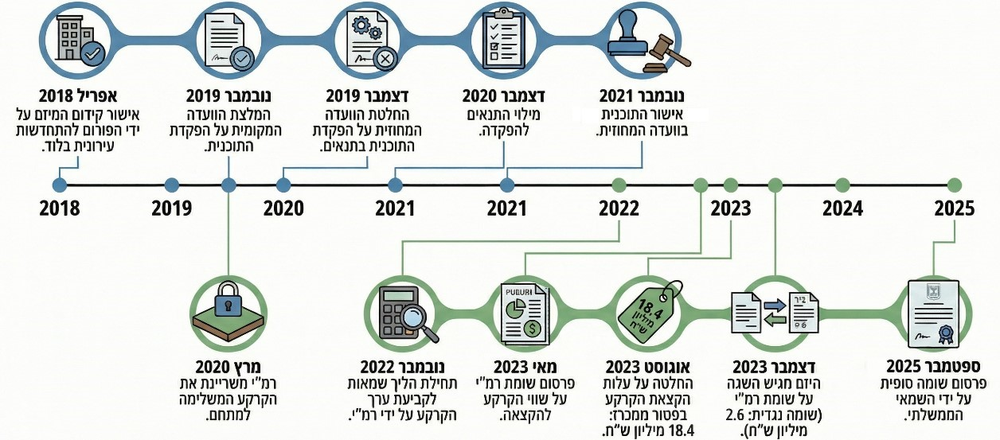 אפריל 2018
אישור קידום המיזם על
ידי הפורום להתחדשות
עירונית בלוד.
נובמבר 2019
המלצת הוועדה
המקומית על הפקדת
התוכנית.
דצמבר 2019
החלטת הוועדה
המחוזית על הפקדת
התוכנית בתנאים.
דצמבר 2020
מילוי התנאים
להפקדה.
נובמבר 2021
אישור התוכנית
בוועדה המחוזית.
2018
2019
2020
2021
2021
2022
2023
2024
2025
מרץ 2020
רמ"י משריינת את
הקרקע המשלימה
למתחם.
נובמבר 2022
תחילת הליך שמאות
לקביעת ערך
הקרקע על ידי רמ"י.
PUBURI
$
מאי 2023
פרסום שומת רמ"י
על שווי הקרקע
להקצאה.
18.4
מיליון
ש"ח
אוגוסט 2023
החלטה על עלות
הקצאת הקרקע
בפטור ממכרז:
18.4 מיליון ש"ח.
דצמבר 2023
היזם מגיש השגה
על שומת רמ"י
(שומה נגדית: 2.6
מיליון ש"ח).
ספטמבר 2025
פרסום שומה סופית
על ידי השמאי
הממשלתי.